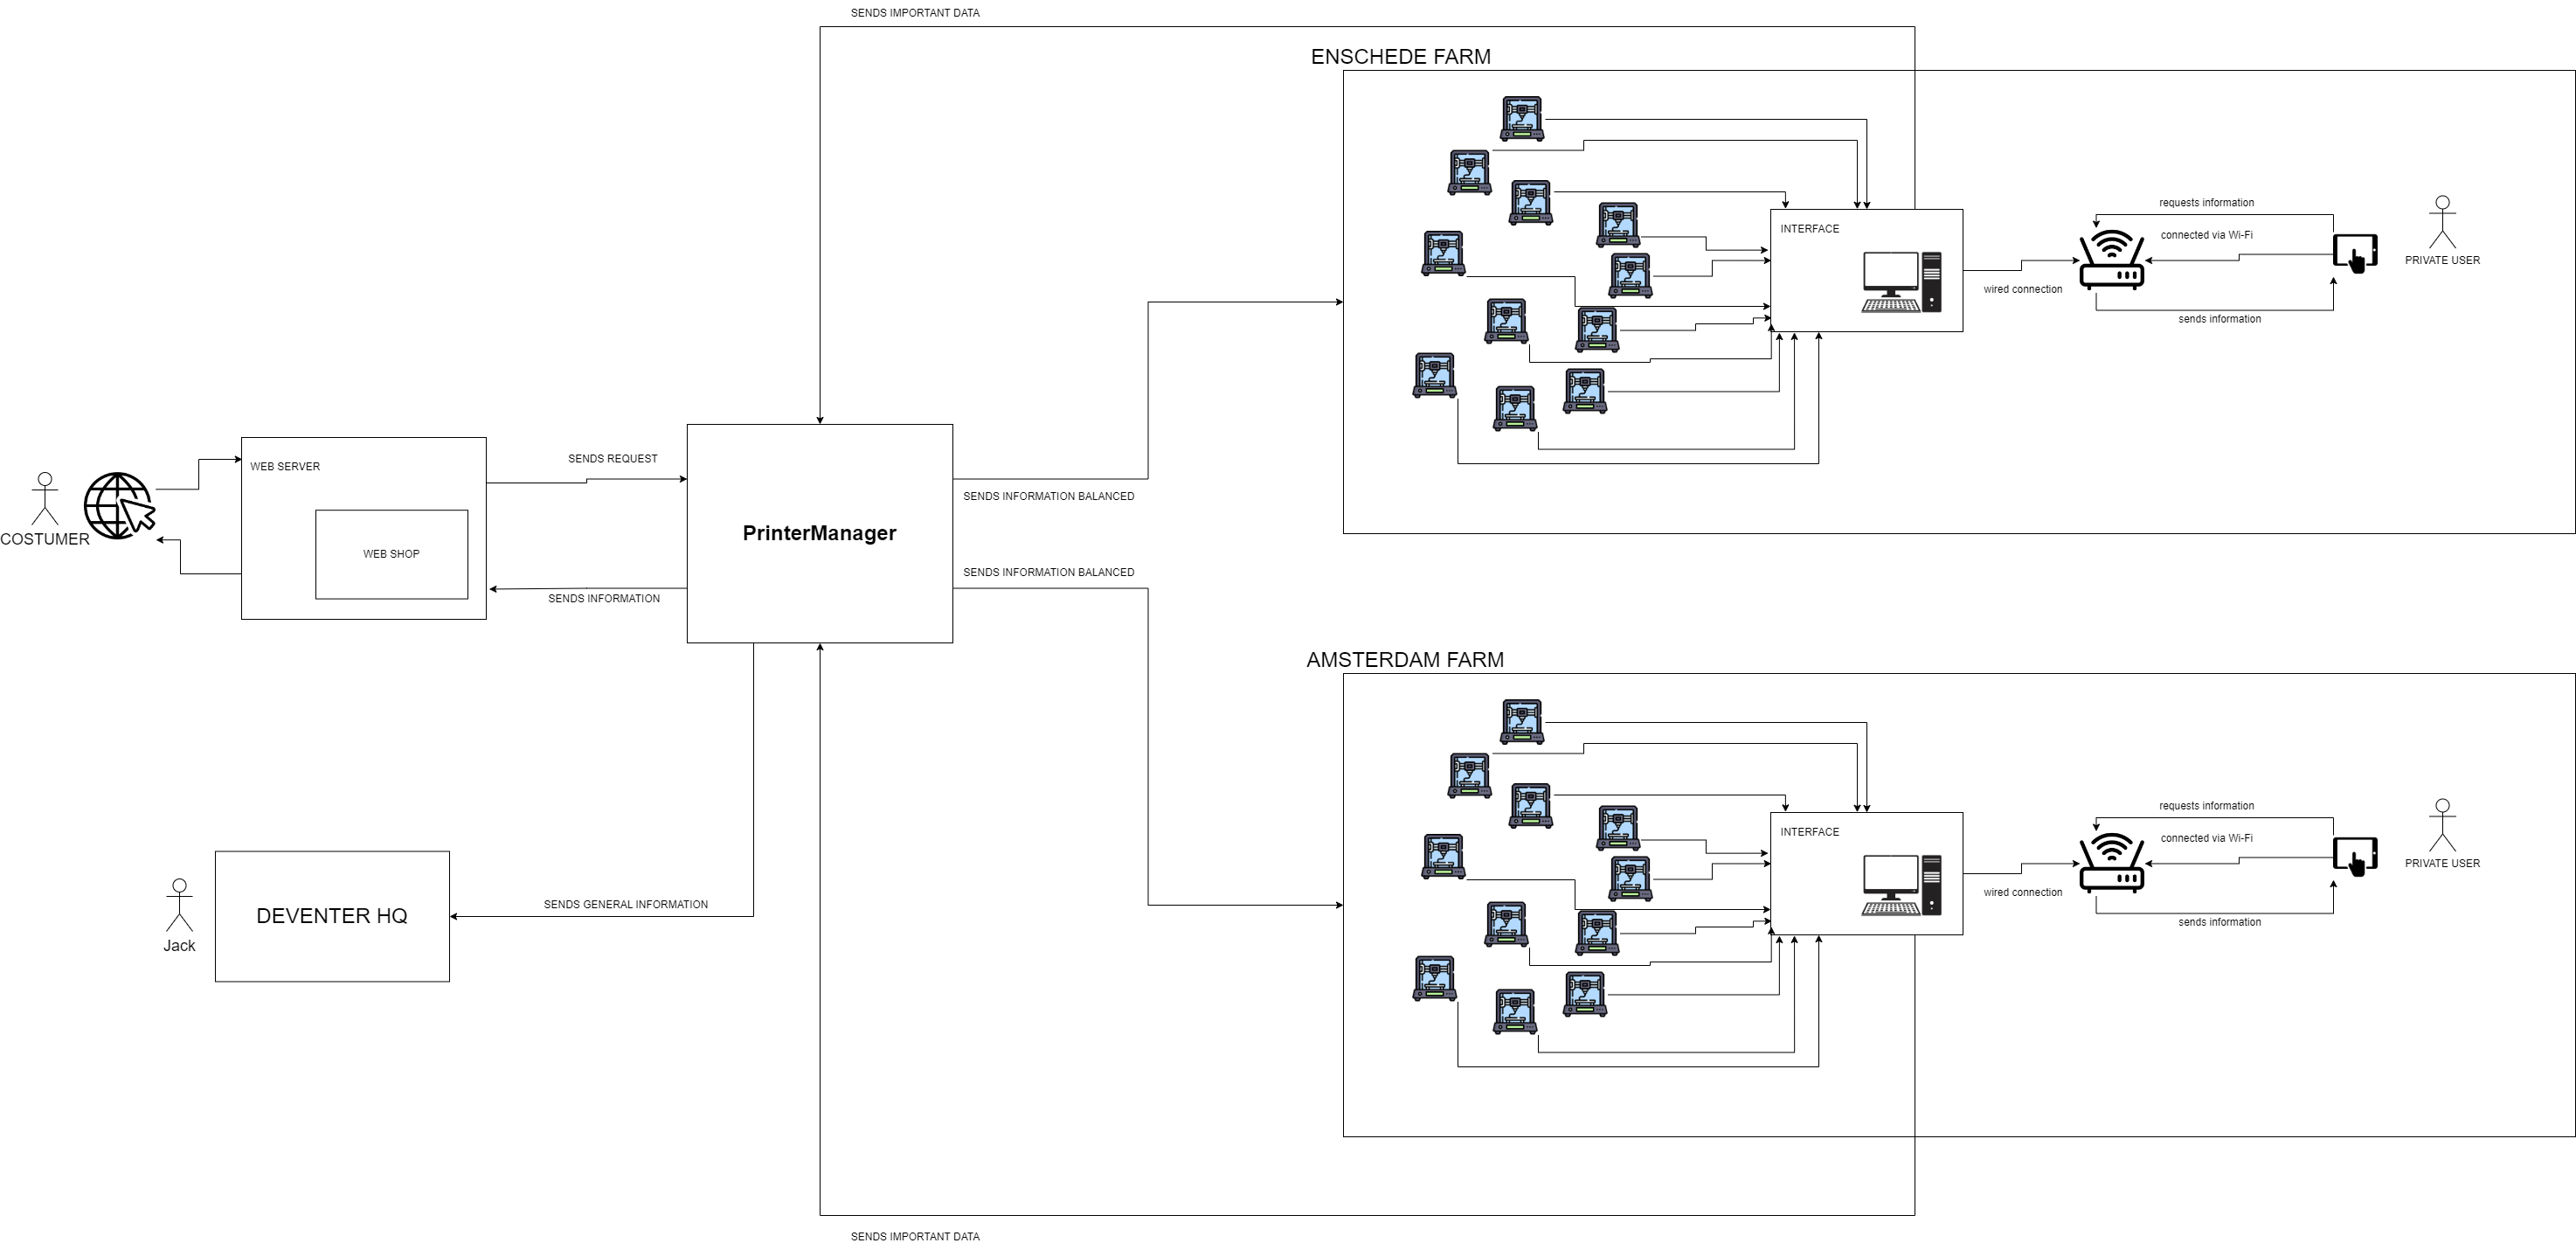 SENDS IMPORTANT DATA
ENSCHEDE FARM
INTERFACE
requests information
connected via Wi-Fi
wired connection
sends information
PRIVATE USER
COSTUMER
WEB SERVER
WEB SHOP
SENDS REQUEST
SENDS INFORMATION
PrinterManager
SENDS INFORMATION BALANCED
SENDS INFORMATION BALANCED
AMSTERDAM FARM
INTERFACE
requests information
connected via Wi-Fi
wired connection
sends information
PRIVATE USER
Jack
DEVENTER HQ
SENDS GENERAL INFORMATION
SENDS IMPORTANT DATA